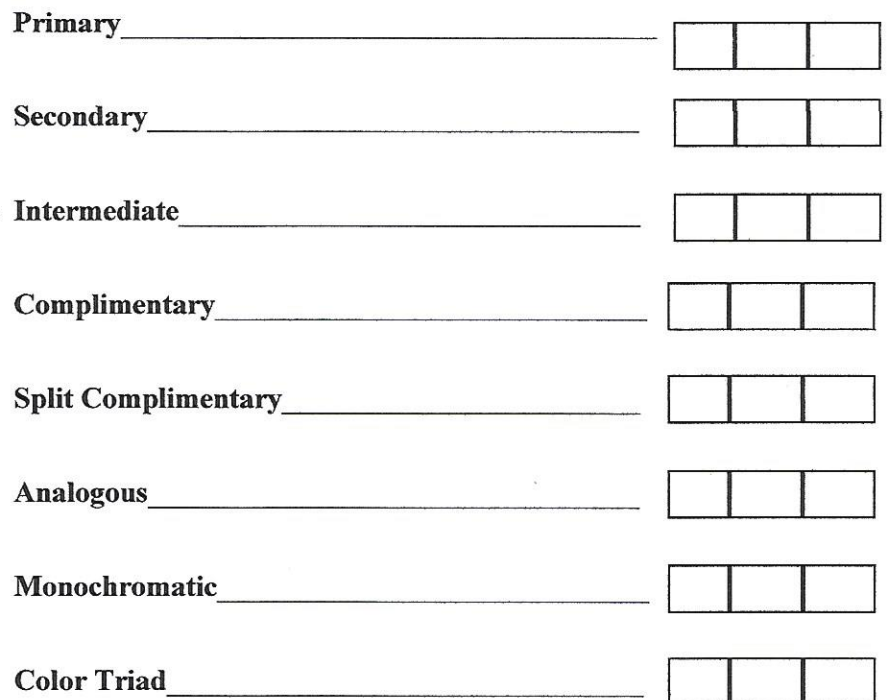 Primary
Secondary
Intermediate
Complimentary
Split Complimentary
Analogous
Monochromatic
Color Triad